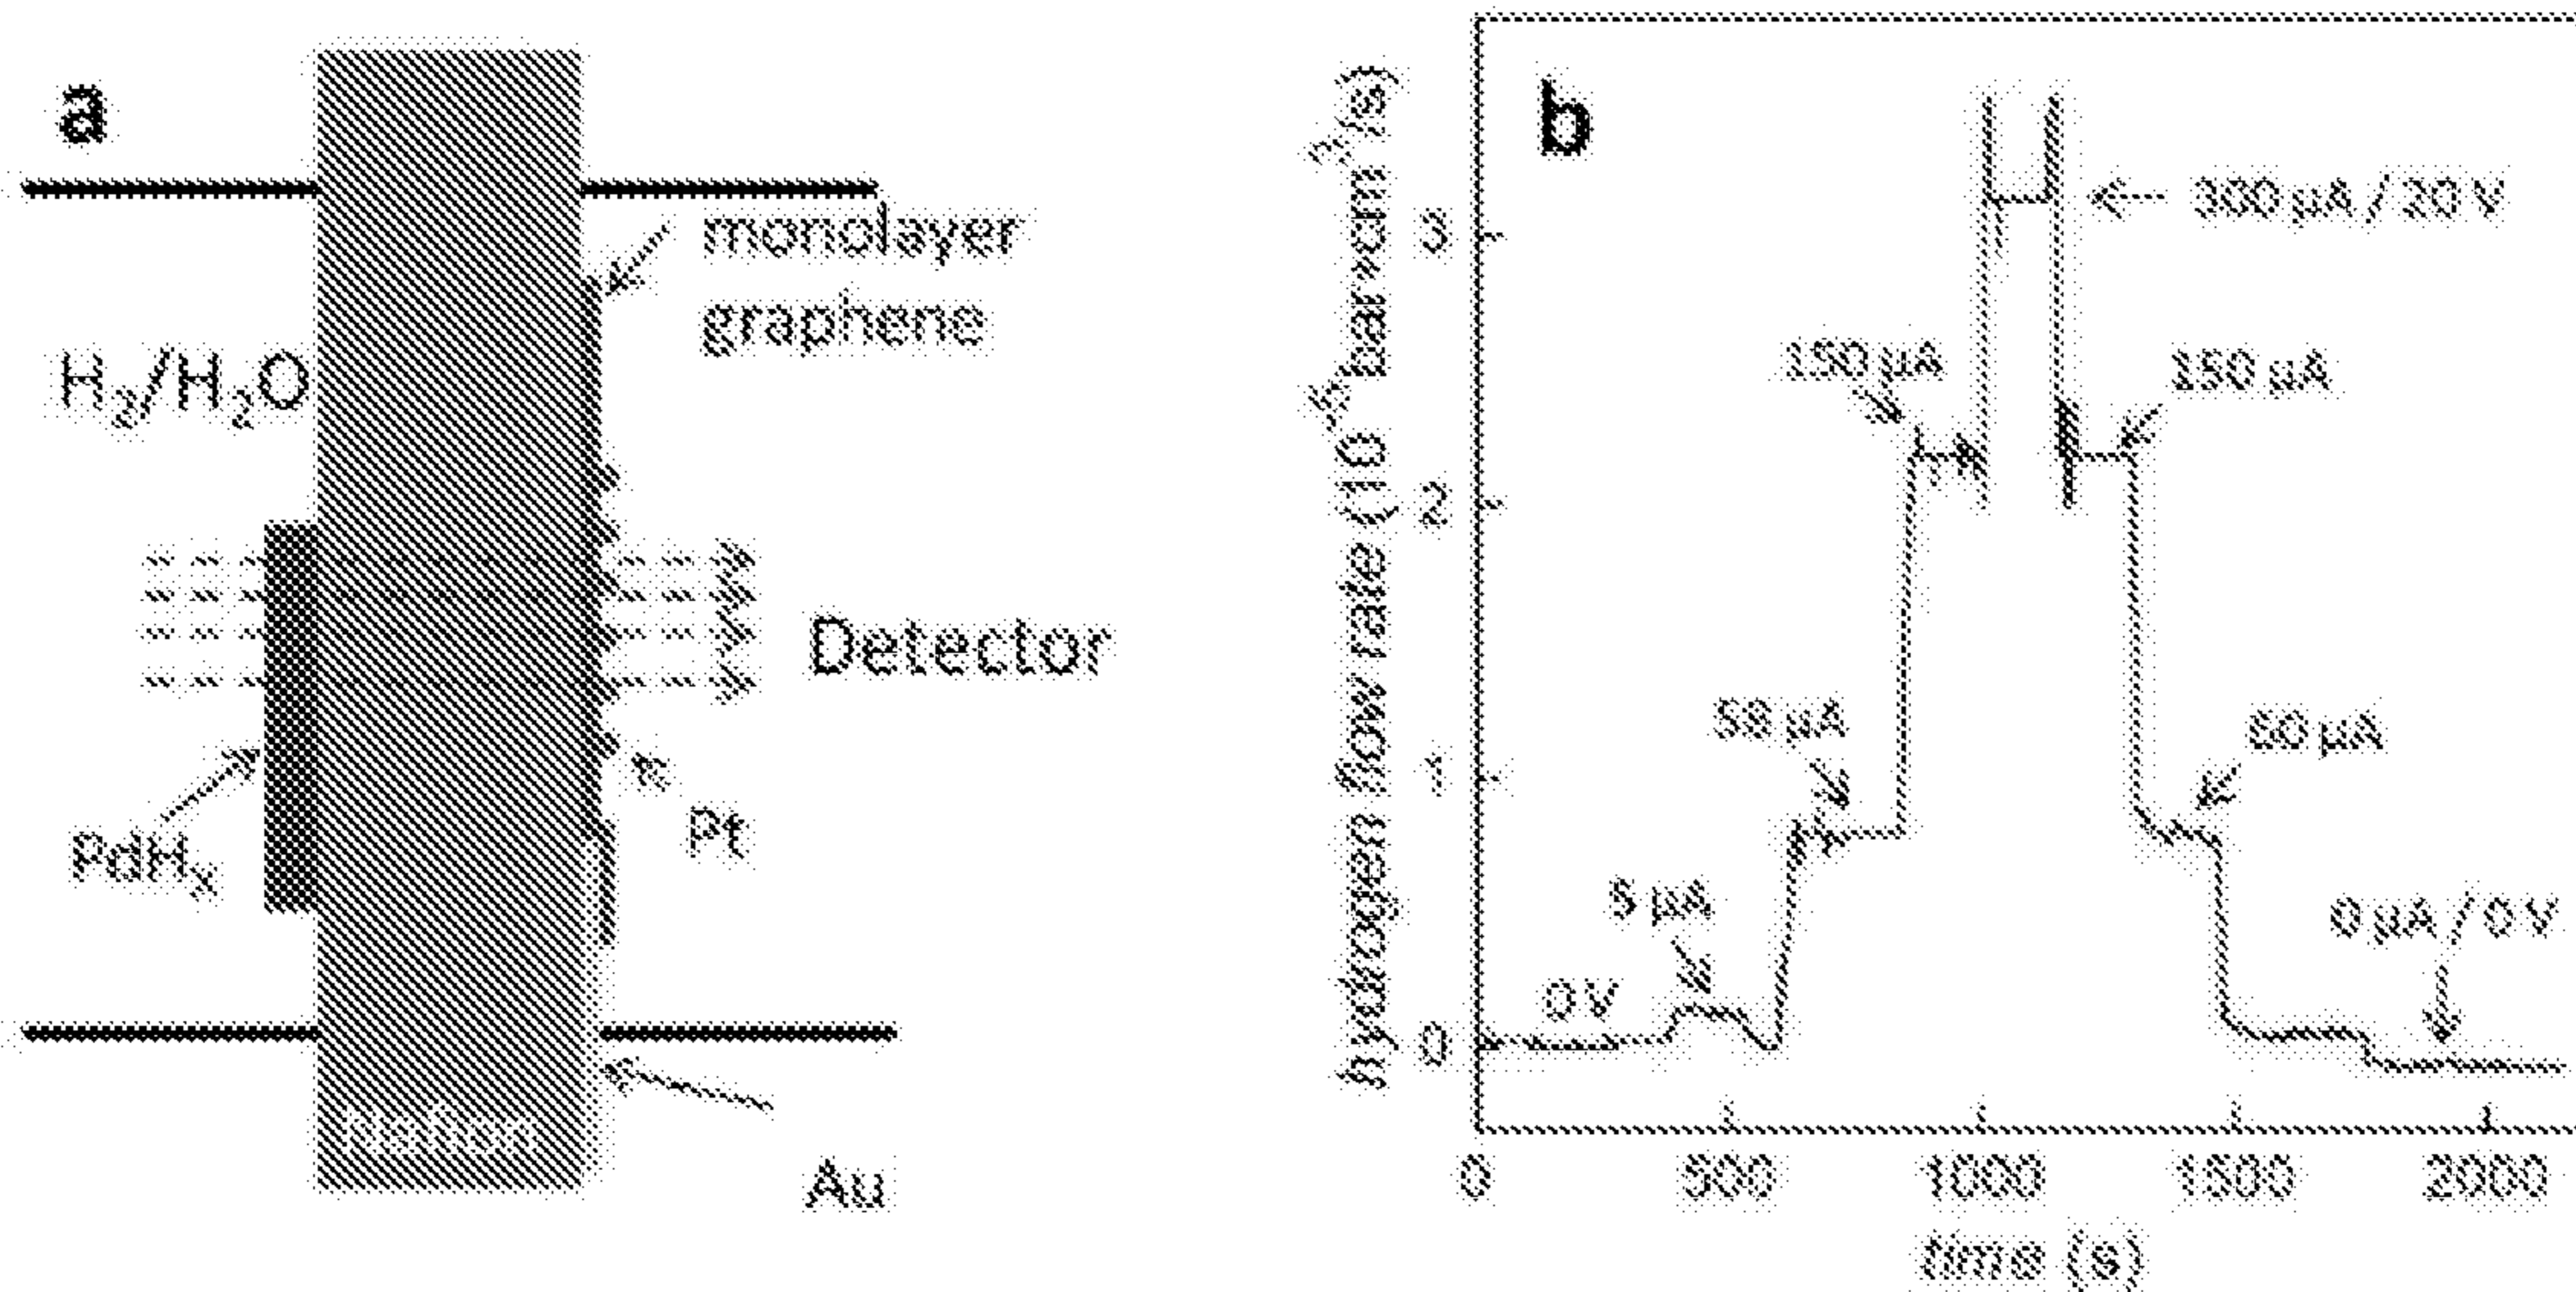 a
monolayer
graphene
H₂/H₂O
Detector
PdHₓ
Pt
Nafion
Au
b
hydrogen flow rate (10⁻⁵ bar×cm³/s)
3
2
1
0
300 µA / 20 V
150 µA
150 µA
58 µA
60 µA
5 µA
0 V
0 µA / 0 V
0
500
1000
1500
2000
time (s)